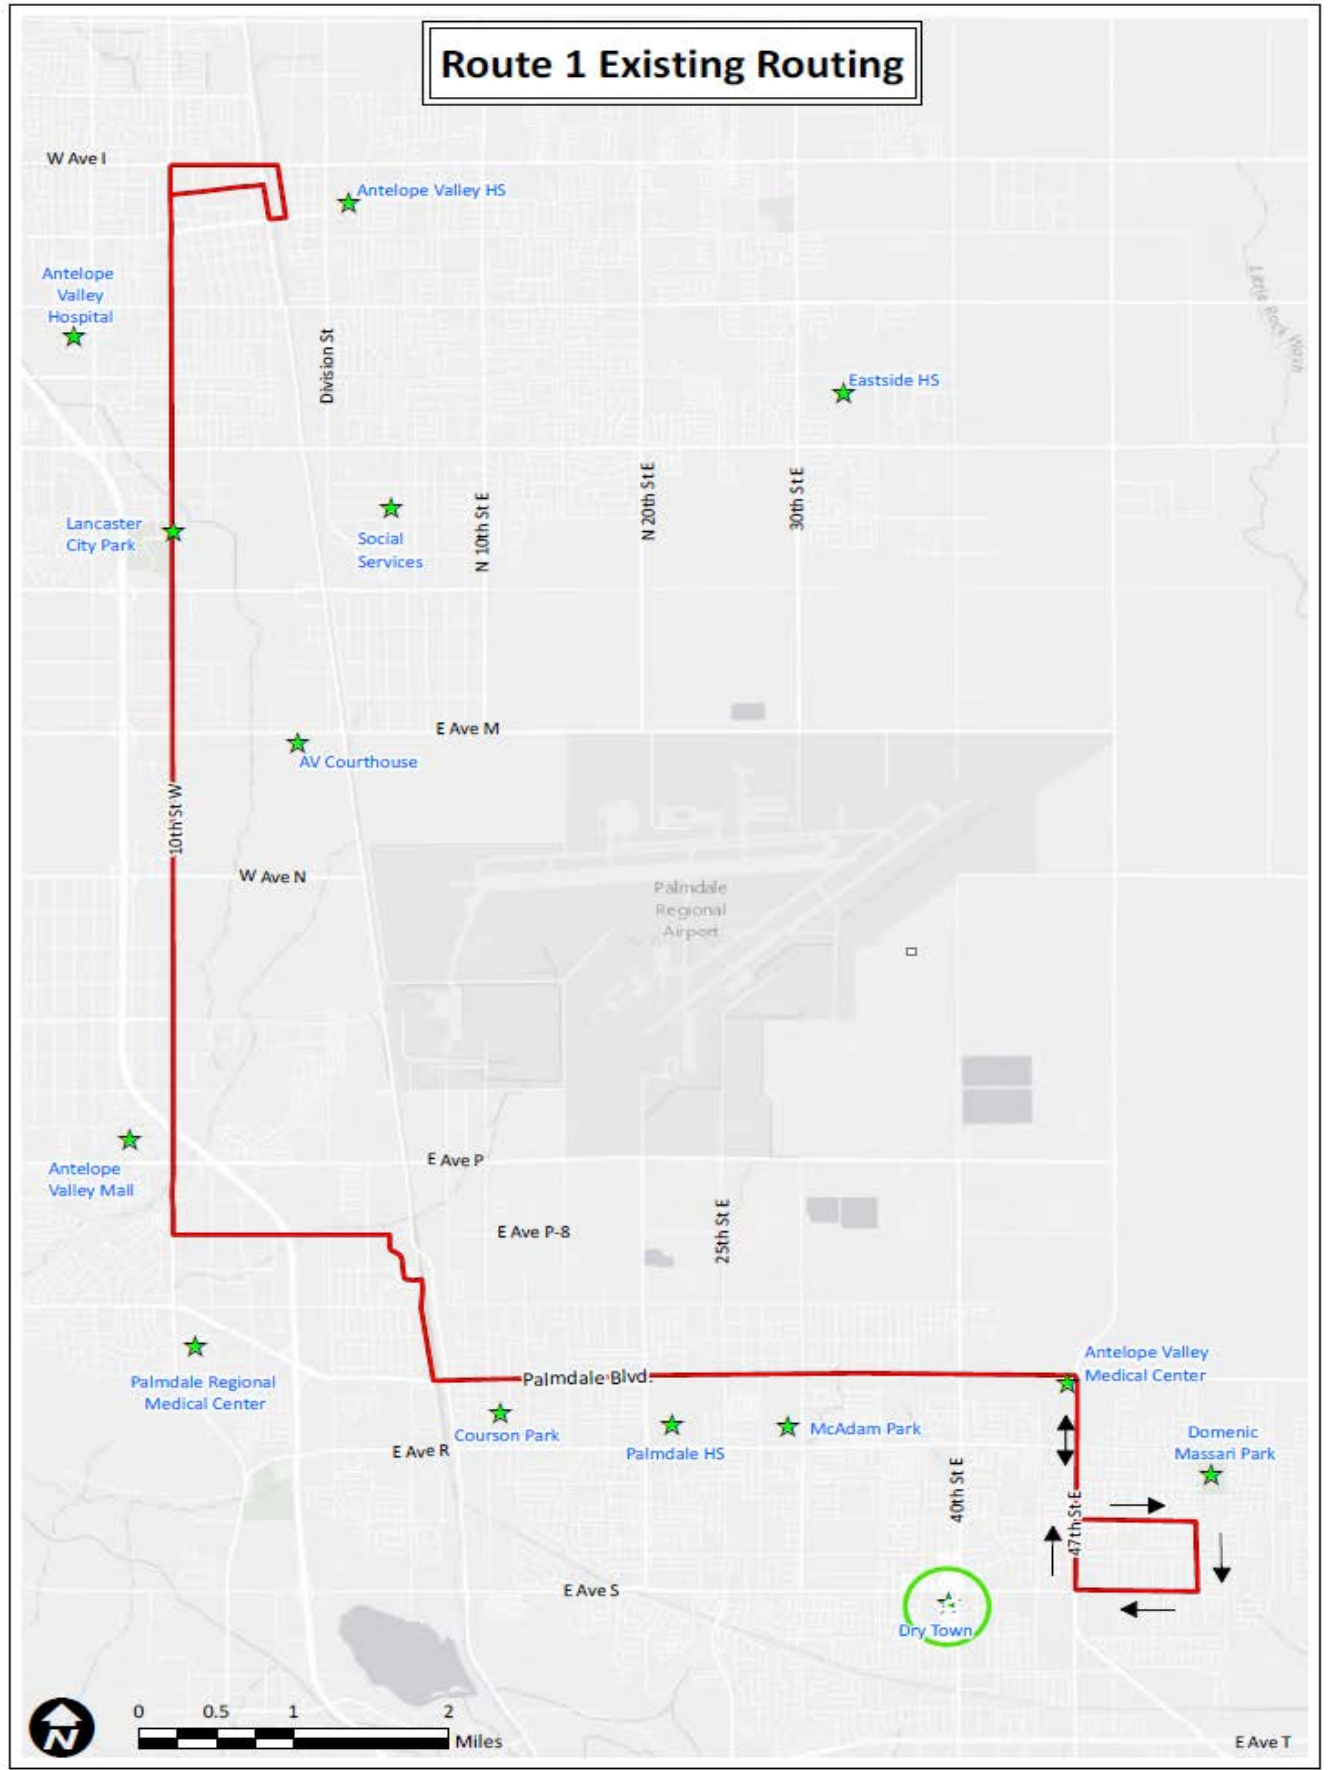 Route 1 Existing Routing
W Ave I
Antelope Valley HS
Antelope
Valley
Hospital
Little Rock Wash
Division St
Eastside HS
Lancaster
City Park
Social
Services
N 10th St E
N 20th St E
30th St E
E Ave M
AV Courthouse
10th St W
W Ave N
Palmdale
Regional
Airport
Antelope
Valley Mall
E Ave P
E Ave P-8
25th St E
Palmdale Regional
Medical Center
Palmdale Blvd.
Antelope Valley
Medical Center
Courson Park
Palmdale HS
McAdam Park
Domenic
Massari Park
E Ave R
40th St E
47th St E
E Ave S
Dry Town
N
0 0.5 1 2
Miles
E Ave T